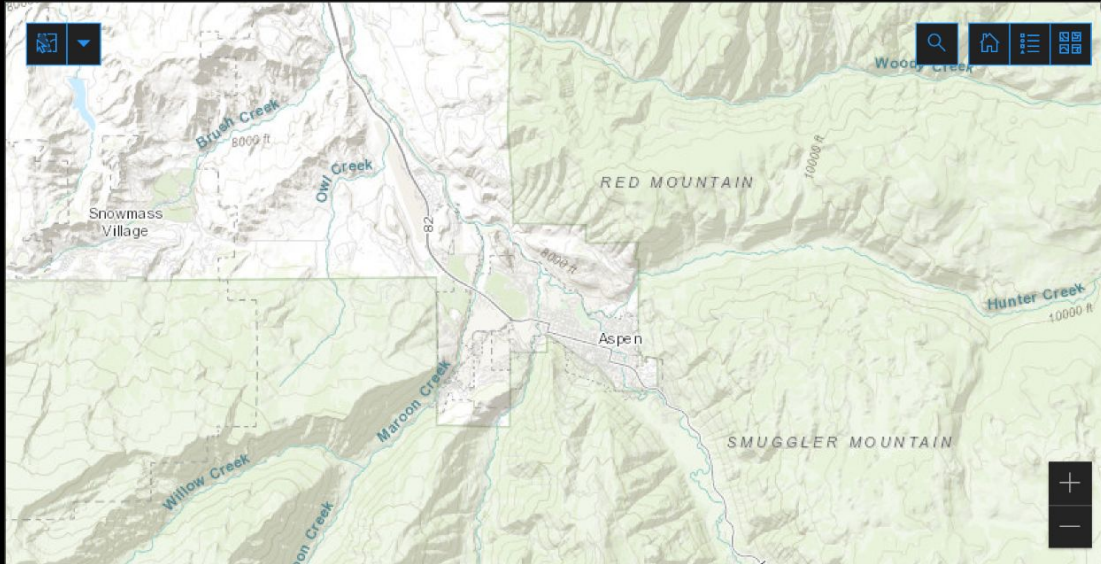 8000
Woody Creek
Brush Creek
8000 ft
10000 ft
Owl Creek
RED MOUNTAIN
Snowmass
Village
82
8000 ft
Hunter Creek
10000 ft
Aspen
Maroon Creek
SMUGGLER MOUNTAIN
Willow Creek
Creek